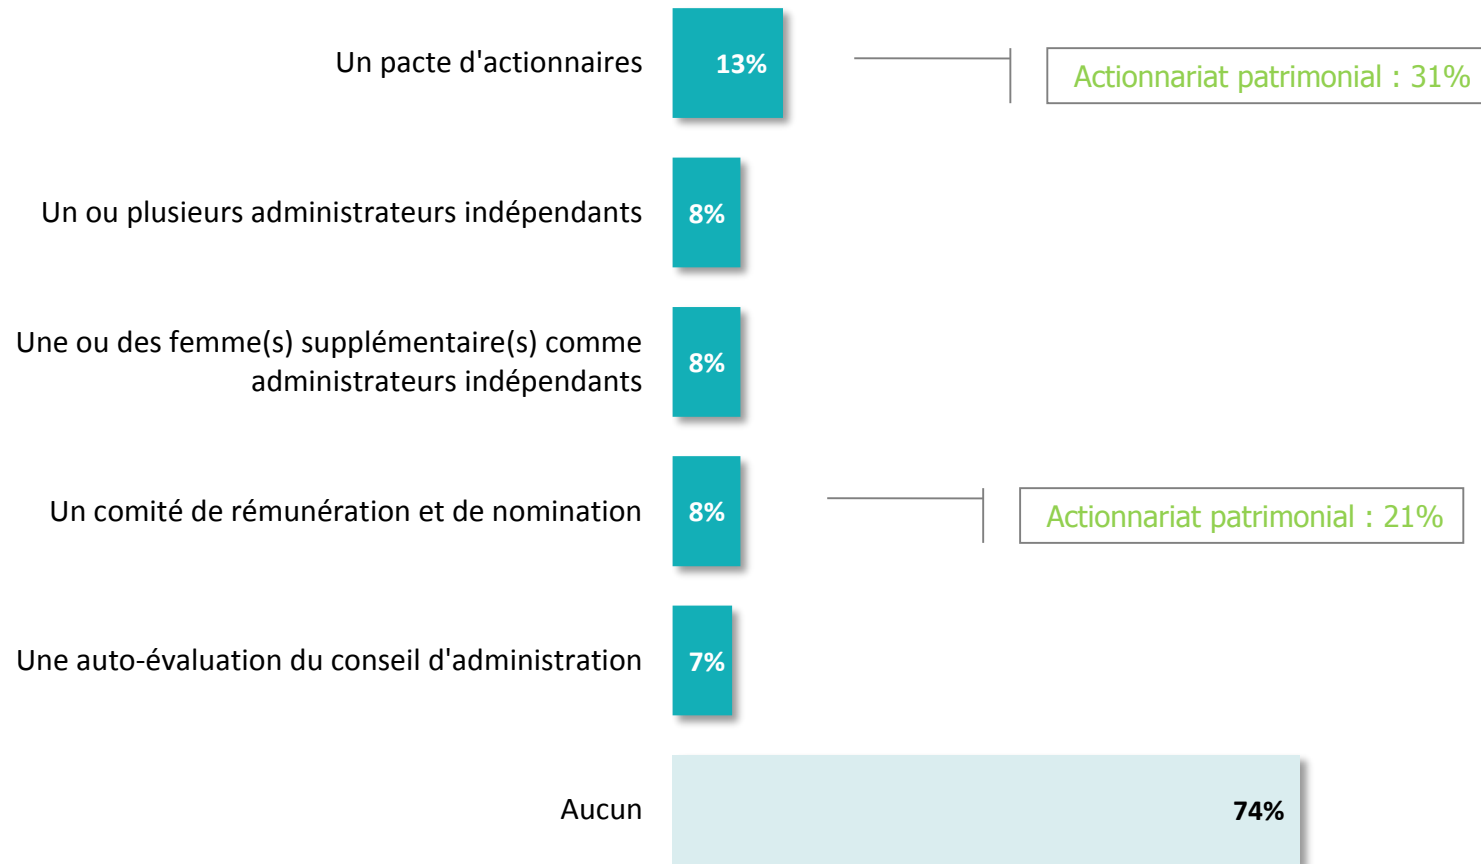 Un pacte d'actionnaires
13%
Actionnariat patrimonial : 31%
Un ou plusieurs administrateurs indépendants
8%
Une ou des femme(s) supplémentaire(s) comme
administrateurs indépendants
8%
Un comité de rémunération et de nomination
8%
Actionnariat patrimonial : 21%
Une auto-évaluation du conseil d'administration
7%
Aucun
74%